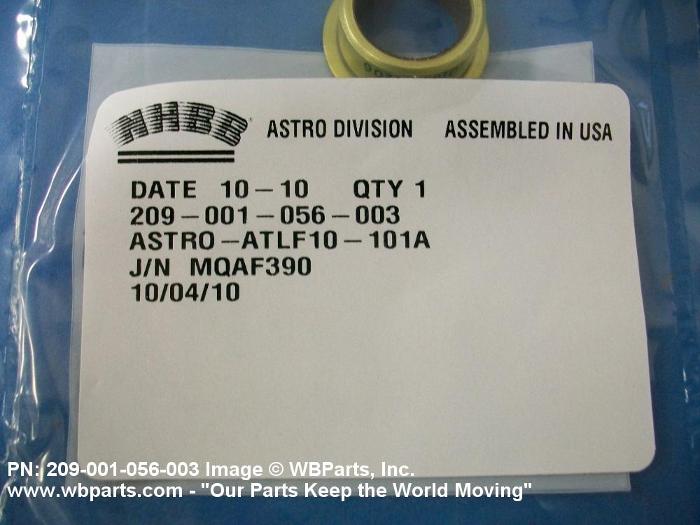 NHBB ASTRO DIVISION ASSEMBLED IN USA
DATE 10-10 QTY 1
209-001-056-003
ASTRO-ATLF10-101A
J/N MQAF390
10/04/10
PN: 209-001-056-003 Image © WBParts, Inc.
www.wbparts.com - "Our Parts Keep the World Moving"